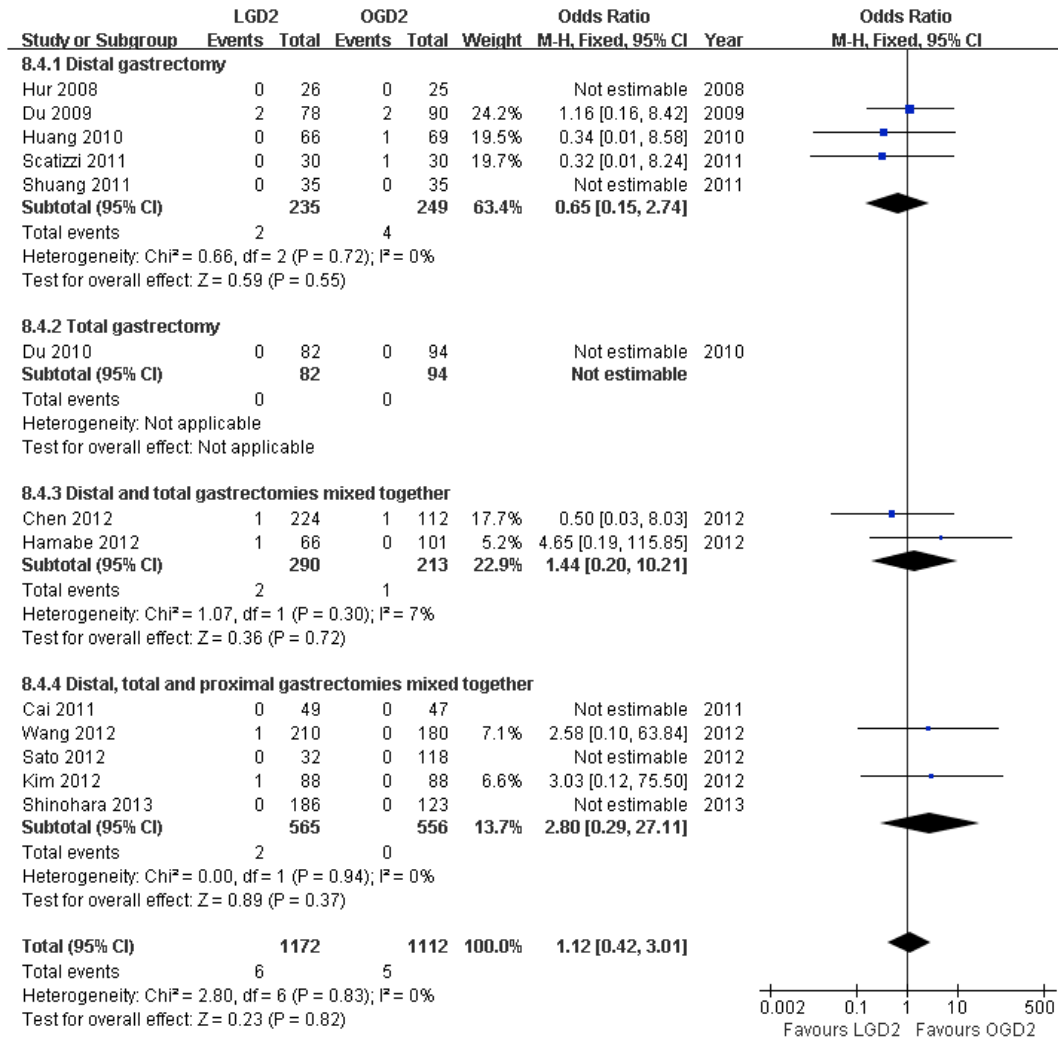 LGD2 OGD2 Odds Ratio Odds Ratio
Study or Subgroup Events Total Events Total Weight M-H, Fixed, 95% CI Year M-H, Fixed, 95% CI
8.4.1 Distal gastrectomy
Hur 2008 0 26 0 25 Not estimable 2008
Du 2009 2 78 2 90 24.2% 1.16 [0.16, 8.42] 2009
Huang 2010 0 66 1 69 19.5% 0.34 [0.01, 8.58] 2010
Scatizzi 2011 0 30 1 30 19.7% 0.32 [0.01, 8.24] 2011
Shuang 2011 0 35 0 35 Not estimable 2011
Subtotal (95% CI) 235 249 63.4% 0.65 [0.15, 2.74]
Total events 2 4
Heterogeneity: Chi² = 0.66, df = 2 (P = 0.72); I² = 0%
Test for overall effect: Z = 0.59 (P = 0.55)
8.4.2 Total gastrectomy
Du 2010 0 82 0 94 Not estimable 2010
Subtotal (95% CI) 82 94 Not estimable
Total events 0 0
Heterogeneity: Not applicable
Test for overall effect: Not applicable
8.4.3 Distal and total gastrectomies mixed together
Chen 2012 1 224 1 112 17.7% 0.50 [0.03, 8.03] 2012
Hamabe 2012 1 66 0 101 5.2% 4.65 [0.19, 115.85] 2012
Subtotal (95% CI) 290 213 22.9% 1.44 [0.20, 10.21]
Total events 2 1
Heterogeneity: Chi² = 1.07, df = 1 (P = 0.30); I² = 7%
Test for overall effect: Z = 0.36 (P = 0.72)
8.4.4 Distal, total and proximal gastrectomies mixed together
Cai 2011 0 49 0 47 Not estimable 2011
Wang 2012 1 210 0 180 7.1% 2.58 [0.10, 63.84] 2012
Sato 2012 0 32 0 118 Not estimable 2012
Kim 2012 1 88 0 88 6.6% 3.03 [0.12, 75.50] 2012
Shinohara 2013 0 186 0 123 Not estimable 2013
Subtotal (95% CI) 565 556 13.7% 2.80 [0.29, 27.11]
Total events 2 0
Heterogeneity: Chi² = 0.00, df = 1 (P = 0.94); I² = 0%
Test for overall effect: Z = 0.89 (P = 0.37)
Total (95% CI) 1172 1112 100.0% 1.12 [0.42, 3.01]
Total events 6 5
Heterogeneity: Chi² = 2.80, df = 6 (P = 0.83); I² = 0%
Test for overall effect: Z = 0.23 (P = 0.82)
0.002 0.1 1 10 500
Favours LGD2 Favours OGD2